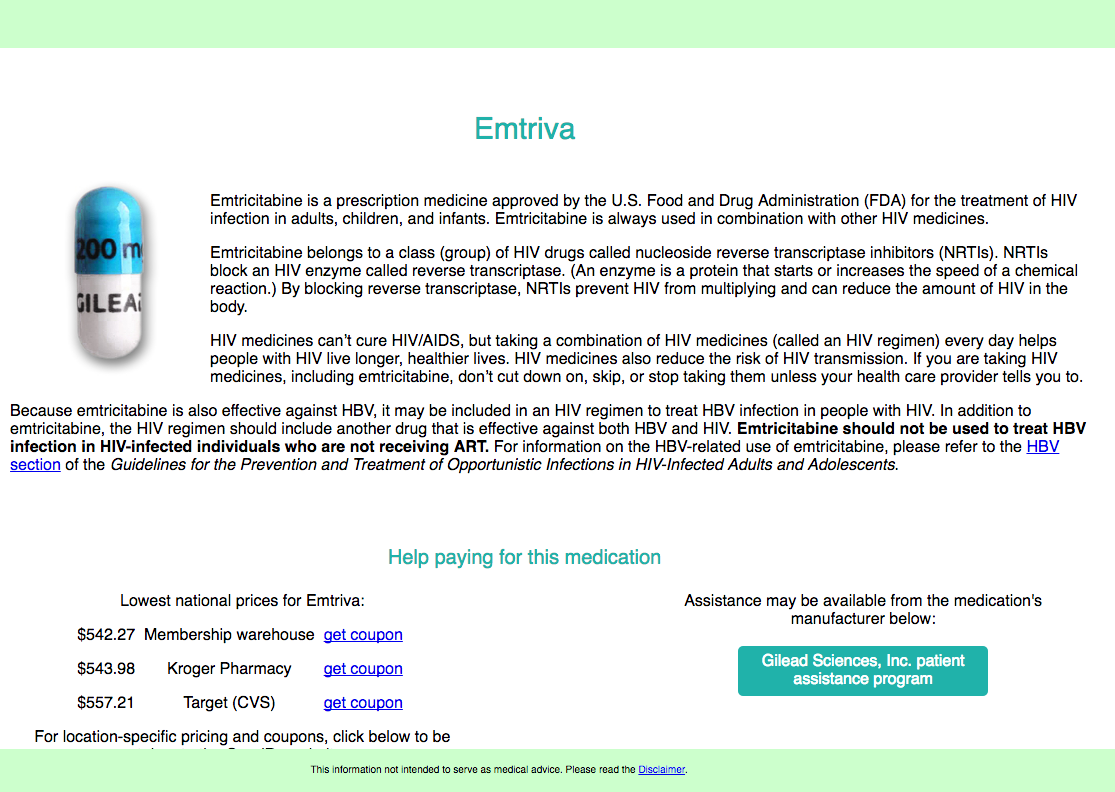 Emtriva
200 mg
GILEAD
Emtricitabine is a prescription medicine approved by the U.S. Food and Drug Administration (FDA) for the treatment of HIV
infection in adults, children, and infants. Emtricitabine is always used in combination with other HIV medicines.
Emtricitabine belongs to a class (group) of HIV drugs called nucleoside reverse transcriptase inhibitors (NRTIs). NRTIs
block an HIV enzyme called reverse transcriptase. (An enzyme is a protein that starts or increases the speed of a chemical
reaction.) By blocking reverse transcriptase, NRTIs prevent HIV from multiplying and can reduce the amount of HIV in the
body.
HIV medicines can’t cure HIV/AIDS, but taking a combination of HIV medicines (called an HIV regimen) every day helps
people with HIV live longer, healthier lives. HIV medicines also reduce the risk of HIV transmission. If you are taking HIV
medicines, including emtricitabine, don’t cut down on, skip, or stop taking them unless your health care provider tells you to.
Because emtricitabine is also effective against HBV, it may be included in an HIV regimen to treat HBV infection in people with HIV. In addition to
emtricitabine, the HIV regimen should include another drug that is effective against both HBV and HIV. Emtricitabine should not be used to treat HBV
infection in HIV-infected individuals who are not receiving ART. For information on the HBV-related use of emtricitabine, please refer to the HBV
section of the Guidelines for the Prevention and Treatment of Opportunistic Infections in HIV-Infected Adults and Adolescents.
Help paying for this medication
Lowest national prices for Emtriva:
$542.27 Membership warehouse get coupon
$543.98 Kroger Pharmacy get coupon
$557.21 Target (CVS) get coupon
For location-specific pricing and coupons, click below to be
Assistance may be available from the medication's
manufacturer below:
Gilead Sciences, Inc. patient
assistance program
This information not intended to serve as medical advice. Please read the Disclaimer.